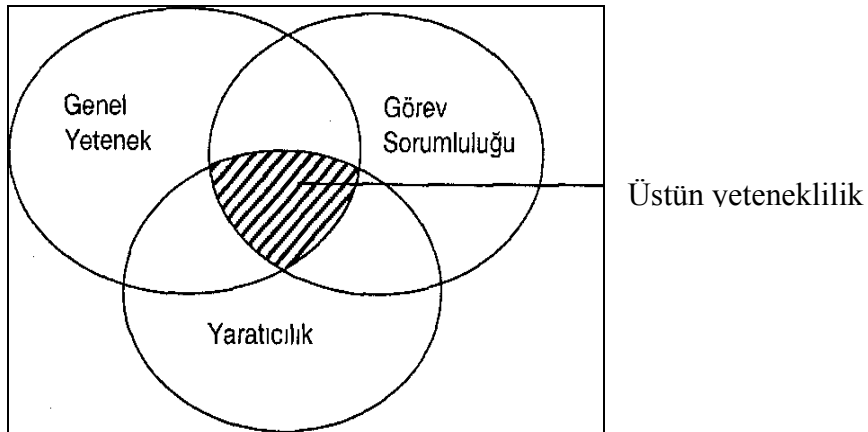 Genel
Yetenek
Görev
Sorumluluğu
Üstün yeteneklilik
Yaratıcılık